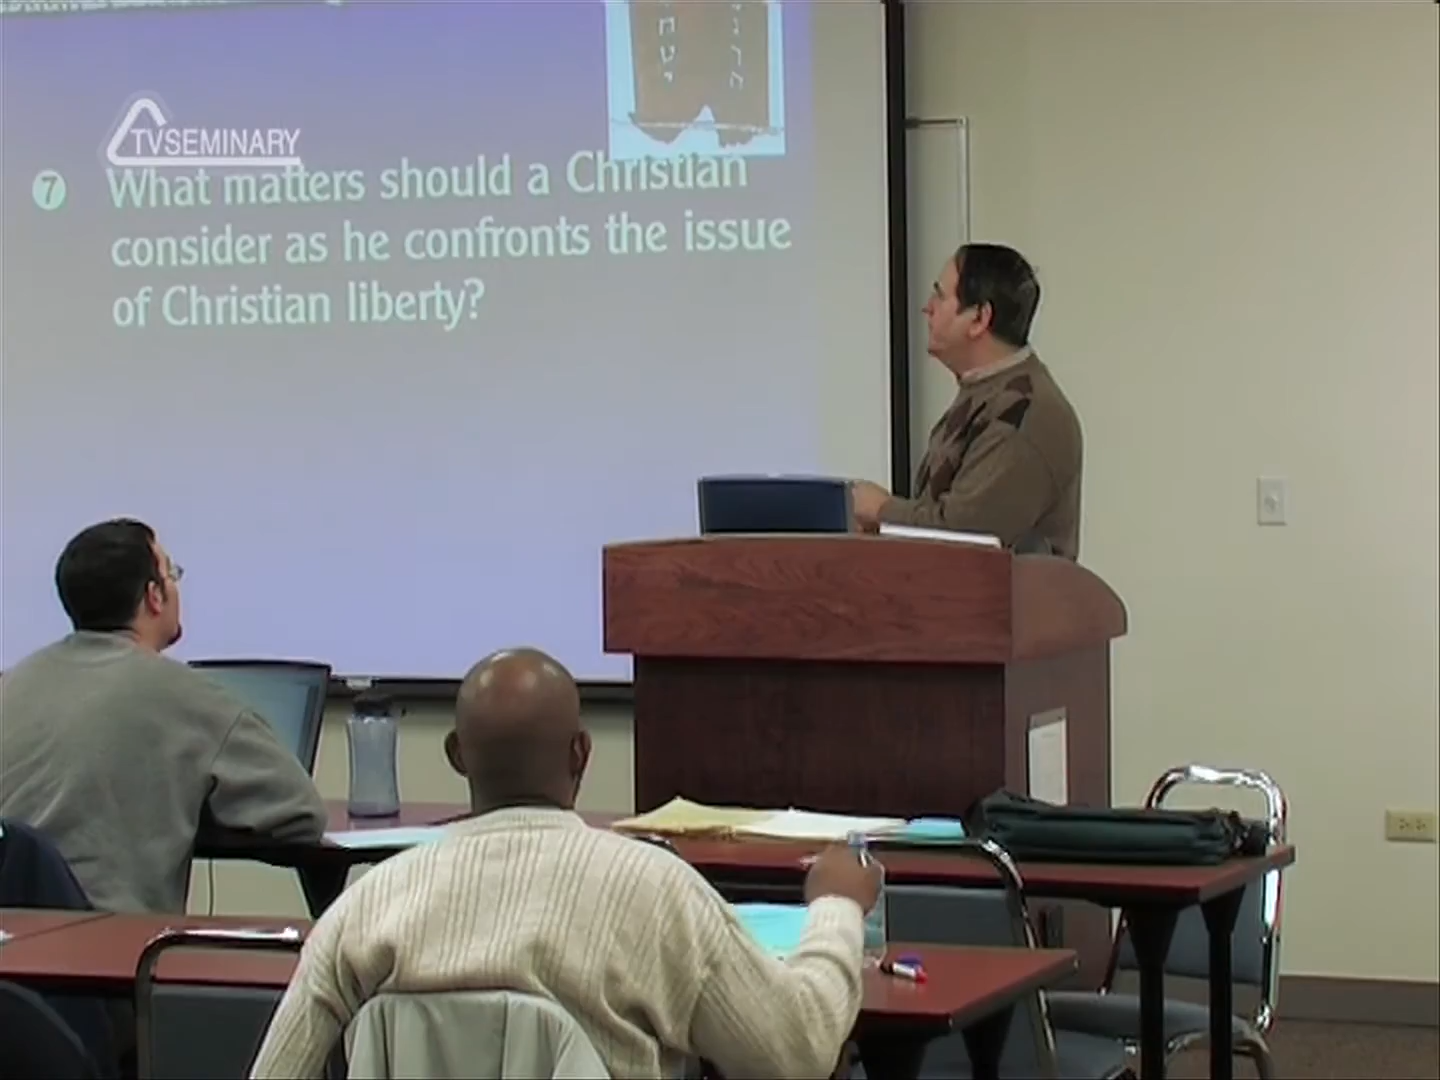 TVSEMINARY
7 What matters should a Christian
consider as he confronts the issue
of Christian liberty?